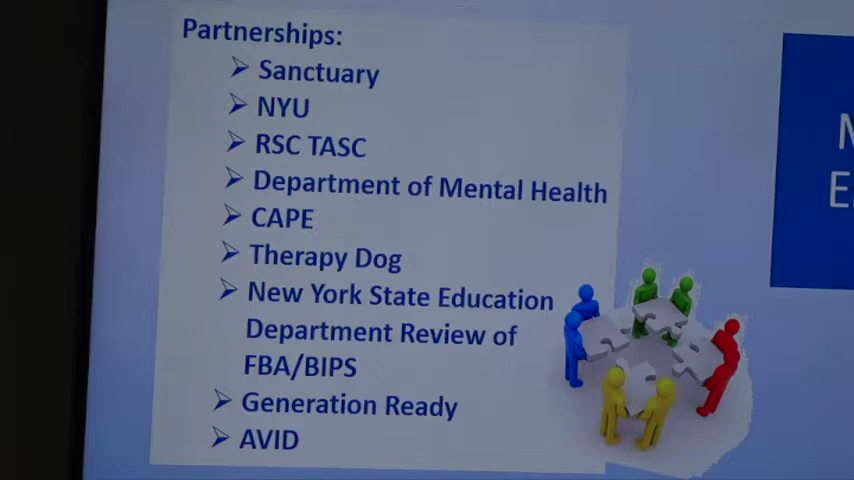 Partnerships:
➢ Sanctuary
➢ NYU
➢ RSC TASC
➢ Department of Mental Health
➢ CAPE
➢ Therapy Dog
➢ New York State Education
Department Review of
FBA/BIPS
➢ Generation Ready
➢ AVID